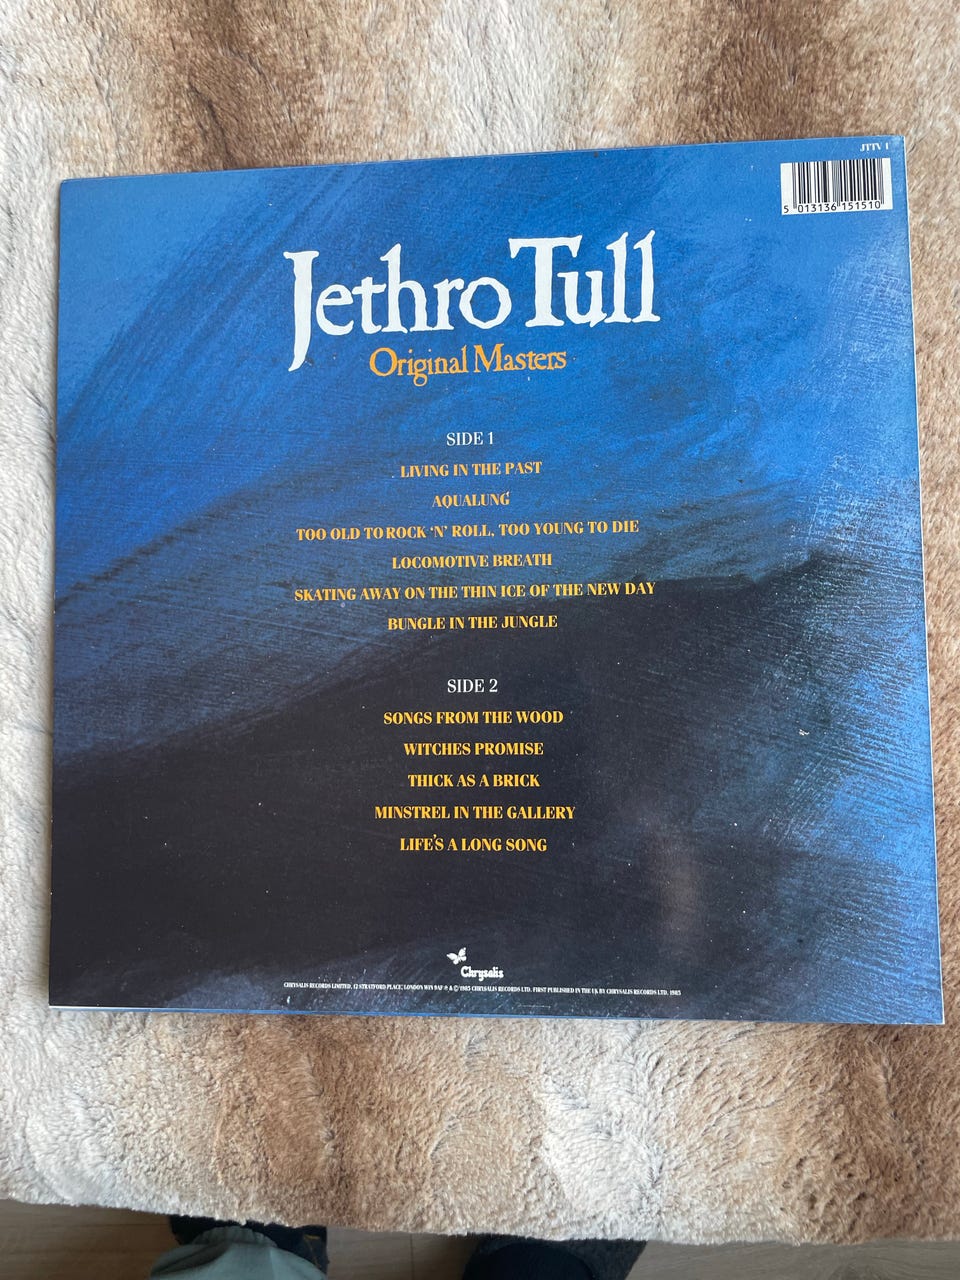 JTTV 1
5 013136 151510
Jethro Tull
Original Masters
SIDE 1
LIVING IN THE PAST
AQUALUNG
TOO OLD TO ROCK ‘N’ ROLL, TOO YOUNG TO DIE
LOCOMOTIVE BREATH
SKATING AWAY ON THE THIN ICE OF THE NEW DAY
BUNGLE IN THE JUNGLE
SIDE 2
SONGS FROM THE WOOD
WITCHES PROMISE
THICK AS A BRICK
MINSTREL IN THE GALLERY
LIFE'S A LONG SONG
Chrysalis
CHRYSALIS RECORDS LIMITED, 12 STRATFORD PLACE, LONDON W1N 9AF ℗ & © 1985 CHRYSALIS RECORDS LTD. FIRST PUBLISHED IN THE UK BY CHRYSALIS RECORDS LTD. 1985